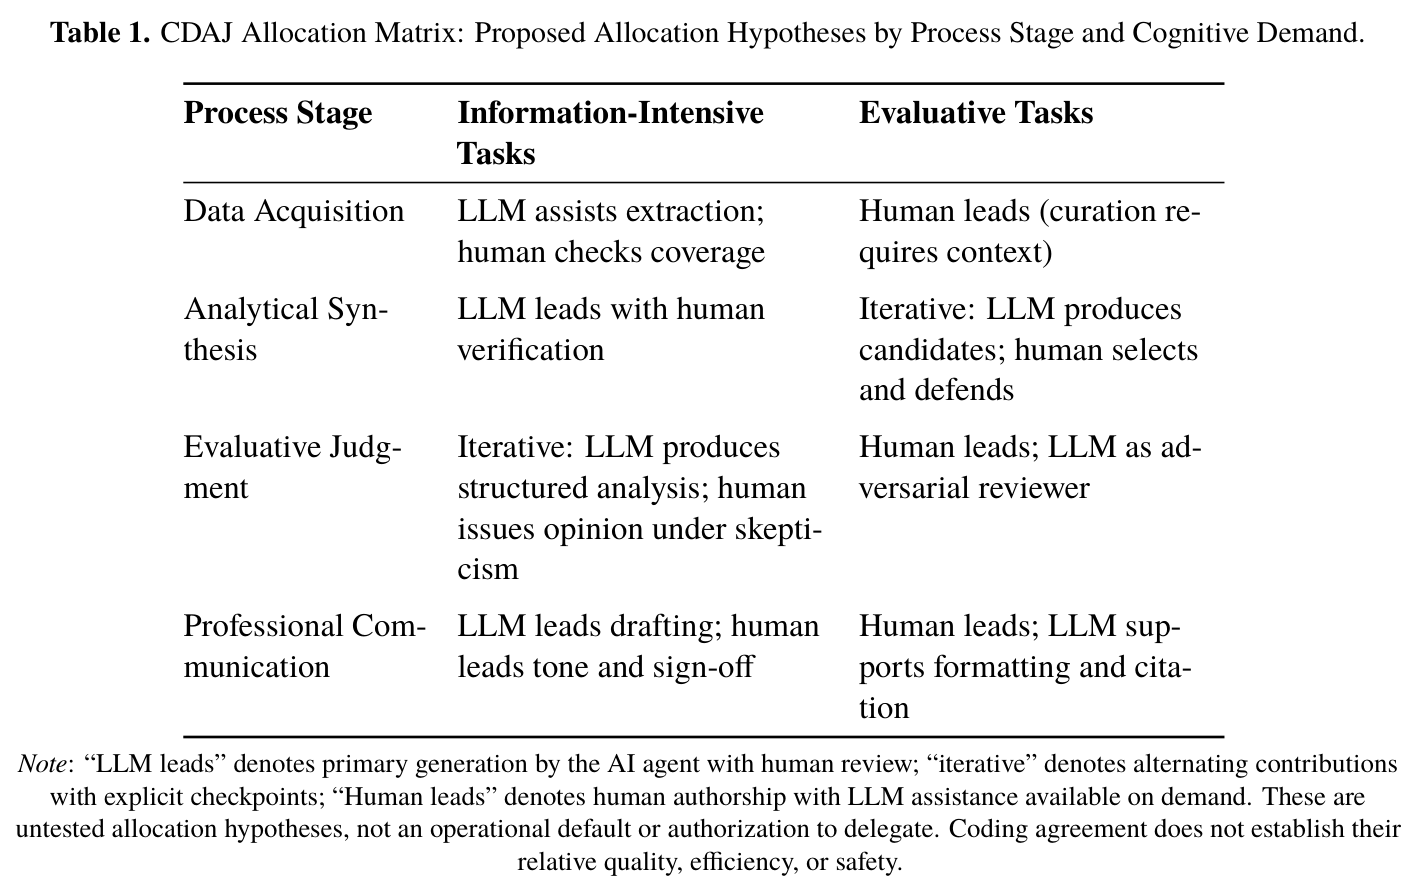 Table 1. CDAJ Allocation Matrix: Proposed Allocation Hypotheses by Process Stage and Cognitive Demand.
Process Stage
Information-Intensive
Tasks
Evaluative Tasks
Data Acquisition
LLM assists extraction;
human checks coverage
Human leads (curation re-
quires context)
Analytical Syn-
thesis
LLM leads with human
verification
Iterative: LLM produces
candidates; human selects
and defends
Evaluative Judg-
ment
Iterative: LLM produces
structured analysis; human
issues opinion under skepti-
cism
Human leads; LLM as ad-
versarial reviewer
Professional Com-
munication
LLM leads drafting; human
leads tone and sign-off
Human leads; LLM sup-
ports formatting and cita-
tion
Note: “LLM leads” denotes primary generation by the AI agent with human review; “iterative” denotes alternating contributions
with explicit checkpoints; “Human leads” denotes human authorship with LLM assistance available on demand. These are
untested allocation hypotheses, not an operational default or authorization to delegate. Coding agreement does not establish their
relative quality, efficiency, or safety.